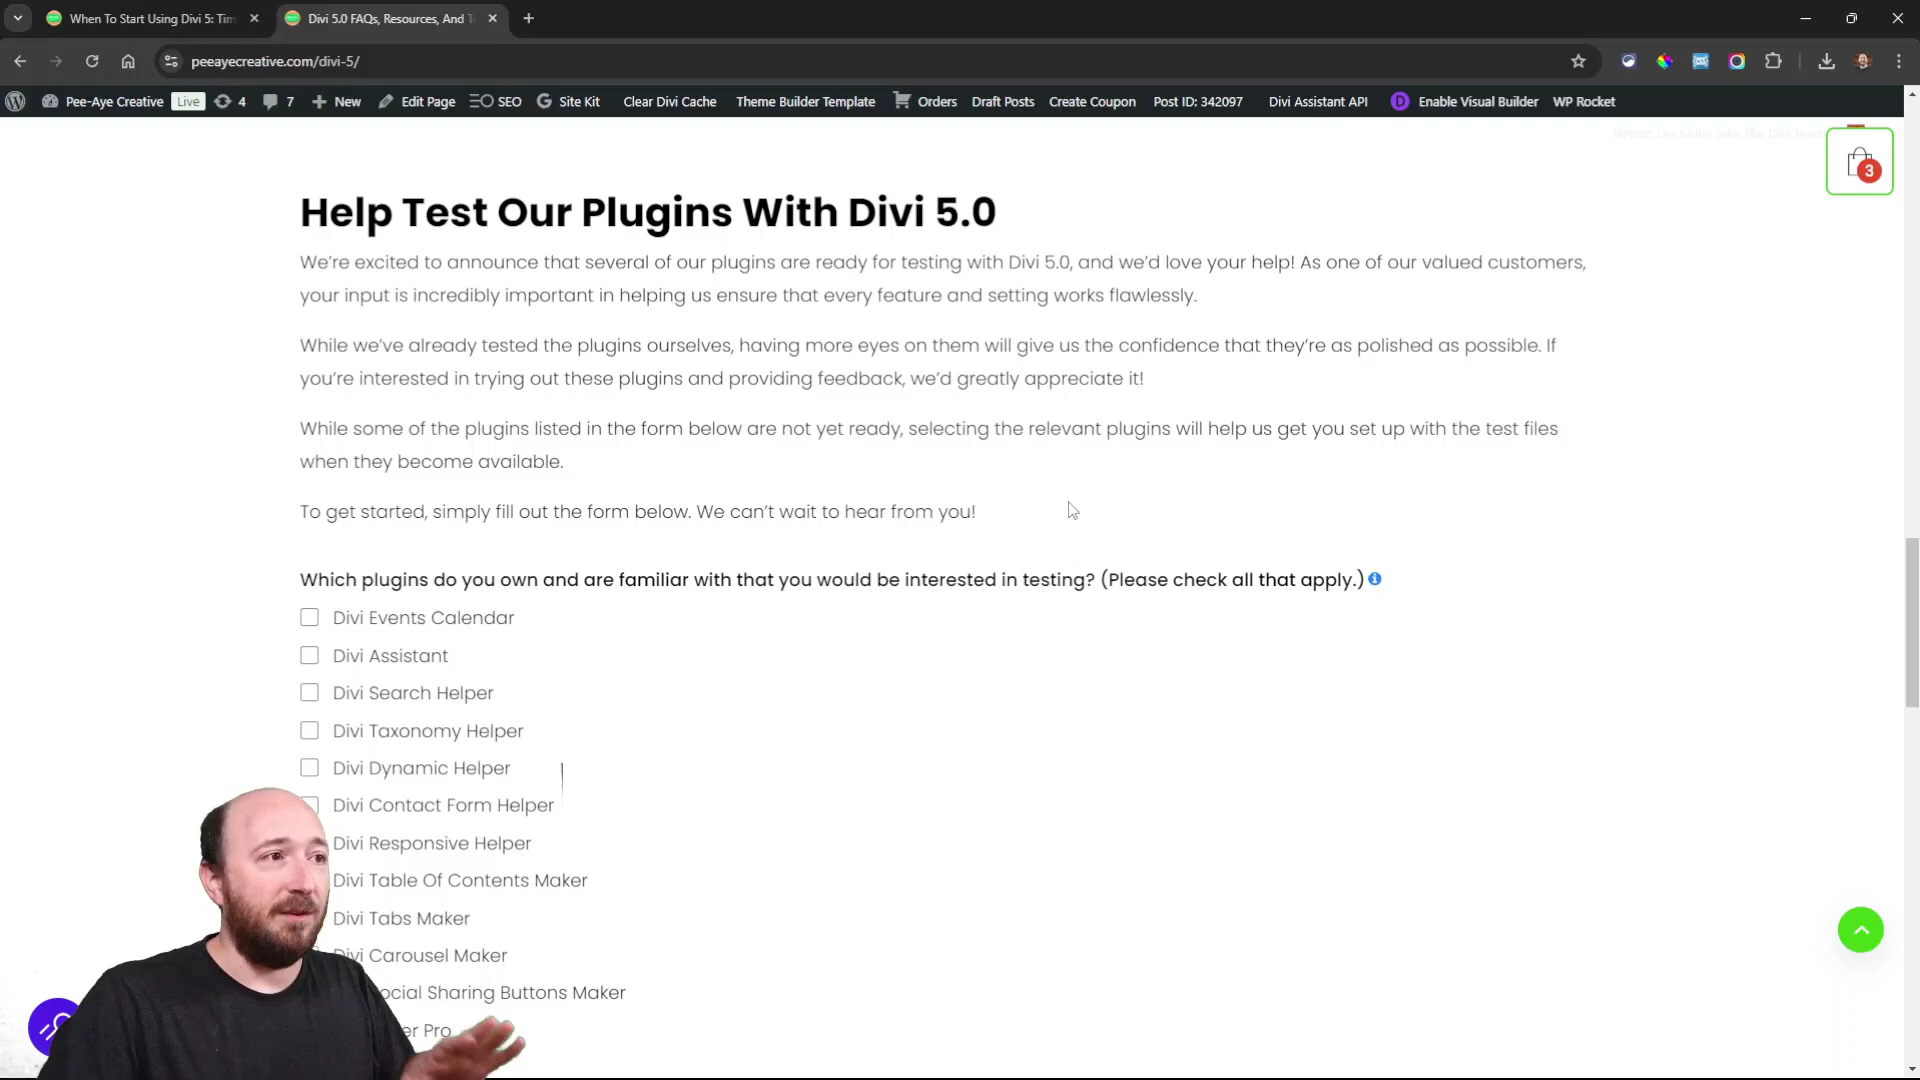 When To Start Using Divi 5: Tim
Divi 5.0 FAQs, Resources, And T
peeayecreative.com/divi-5/
Pee-Aye Creative Live 4 7 New Edit Page SEO Site Kit Clear Divi Cache Theme Builder Template Orders Draft Posts Create Coupon Post ID: 342097 Divi Assistant API Enable Visual Builder WP Rocket
3
Help Test Our Plugins With Divi 5.0
We're excited to announce that several of our plugins are ready for testing with Divi 5.0, and we'd love your help! As one of our valued customers,
your input is incredibly important in helping us ensure that every feature and setting works flawlessly.
While we've already tested the plugins ourselves, having more eyes on them will give us the confidence that they're as polished as possible. If
you're interested in trying out these plugins and providing feedback, we'd greatly appreciate it!
While some of the plugins listed in the form below are not yet ready, selecting the relevant plugins will help us get you set up with the test files
when they become available.
To get started, simply fill out the form below. We can't wait to hear from you!
Which plugins do you own and are familiar with that you would be interested in testing? (Please check all that apply.)
Divi Events Calendar
Divi Assistant
Divi Search Helper
Divi Taxonomy Helper
Divi Dynamic Helper
Divi Contact Form Helper
Divi Responsive Helper
Divi Table Of Contents Maker
Divi Tabs Maker
Divi Carousel Maker
ocial Sharing Buttons Maker
er Pro